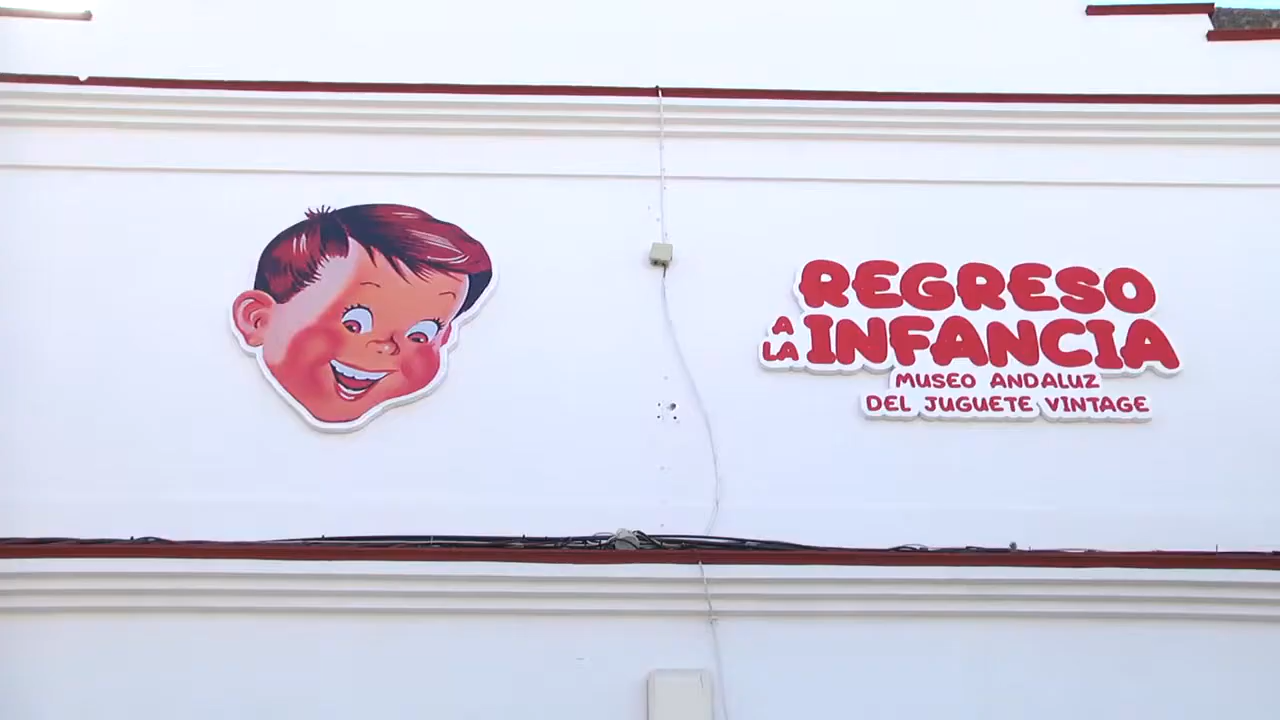 REGRESO
A LA INFANCIA
MUSEO ANDALUZ
DEL JUGUETE VINTAGE